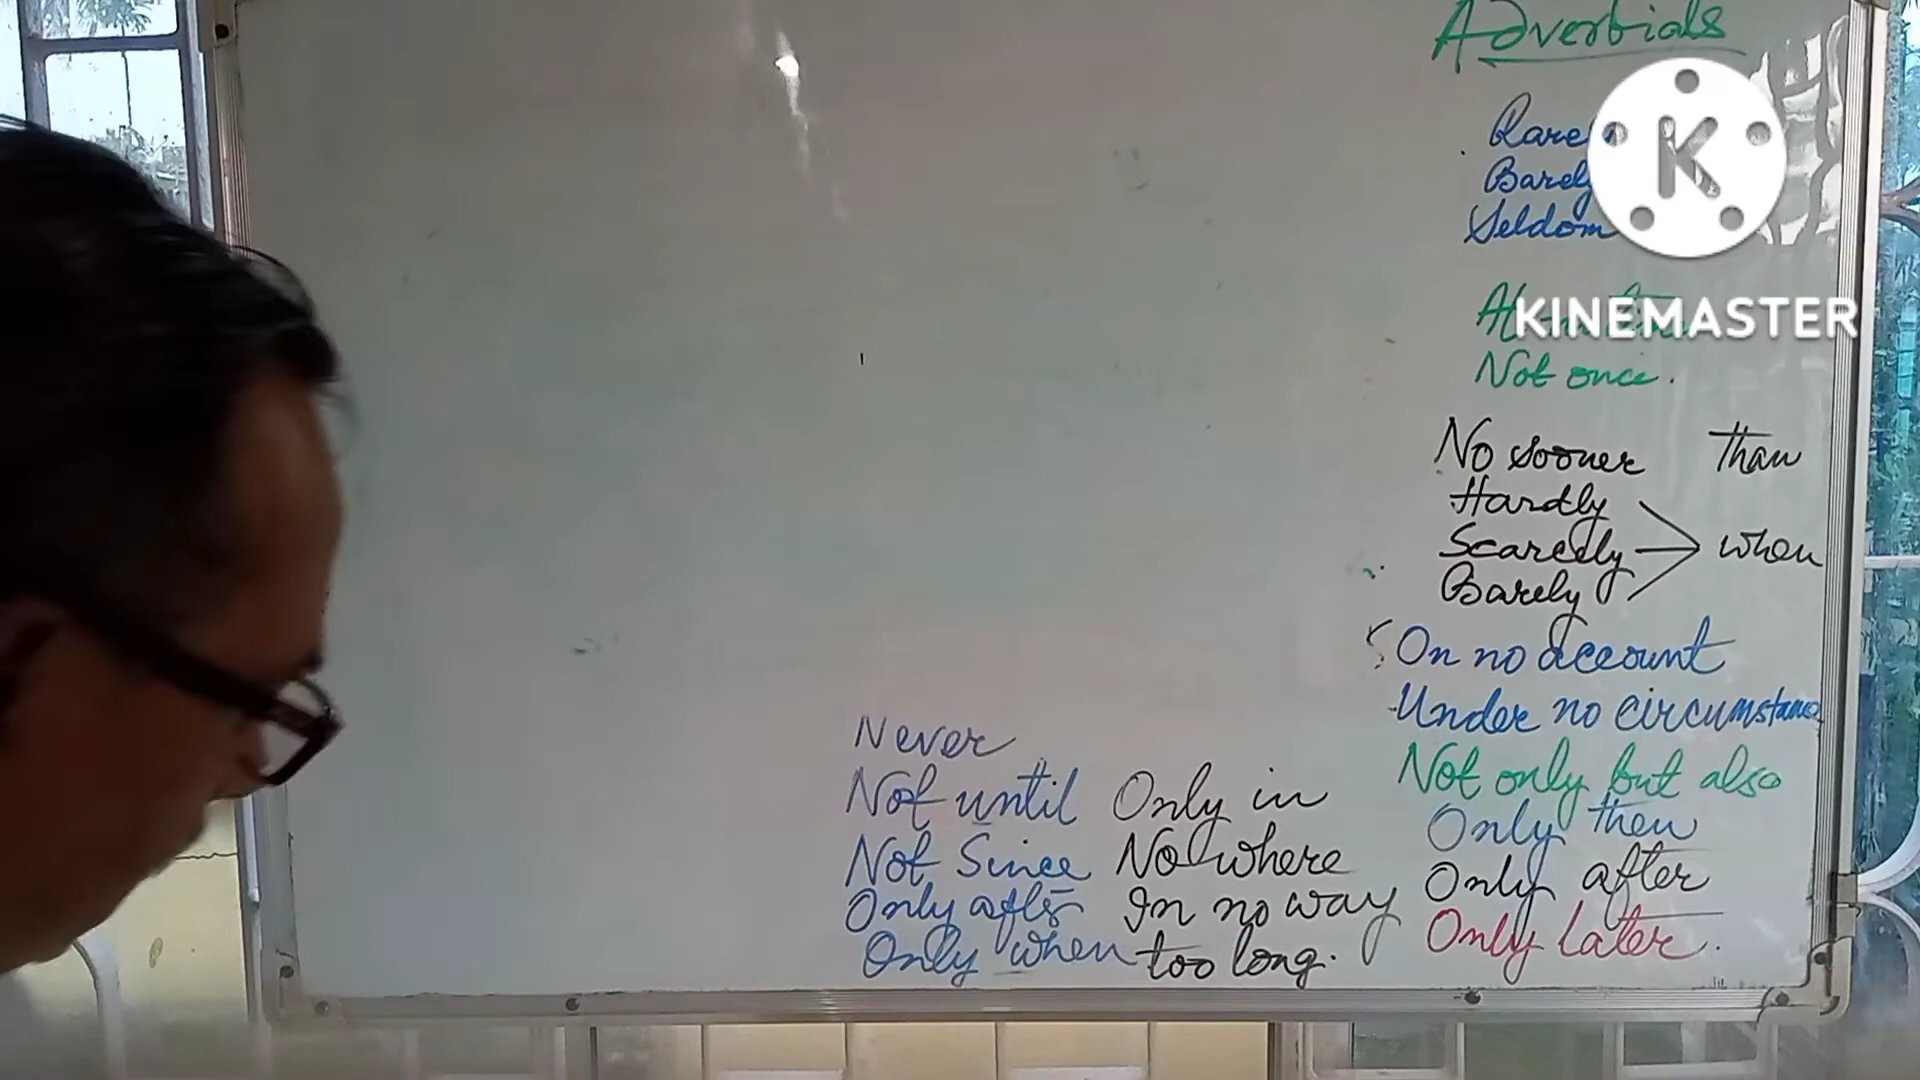 Adverbials
Barely
Seldom
Not once.
No sooner than
Hardly
Scarcely when
Barely
On no account
Under no circumstance
Not only but also
Only then
Only after
Only later.
Never
Not until
Not Since
Only after
Only when
Only in
No where
In no way
too long.
KINEMASTER